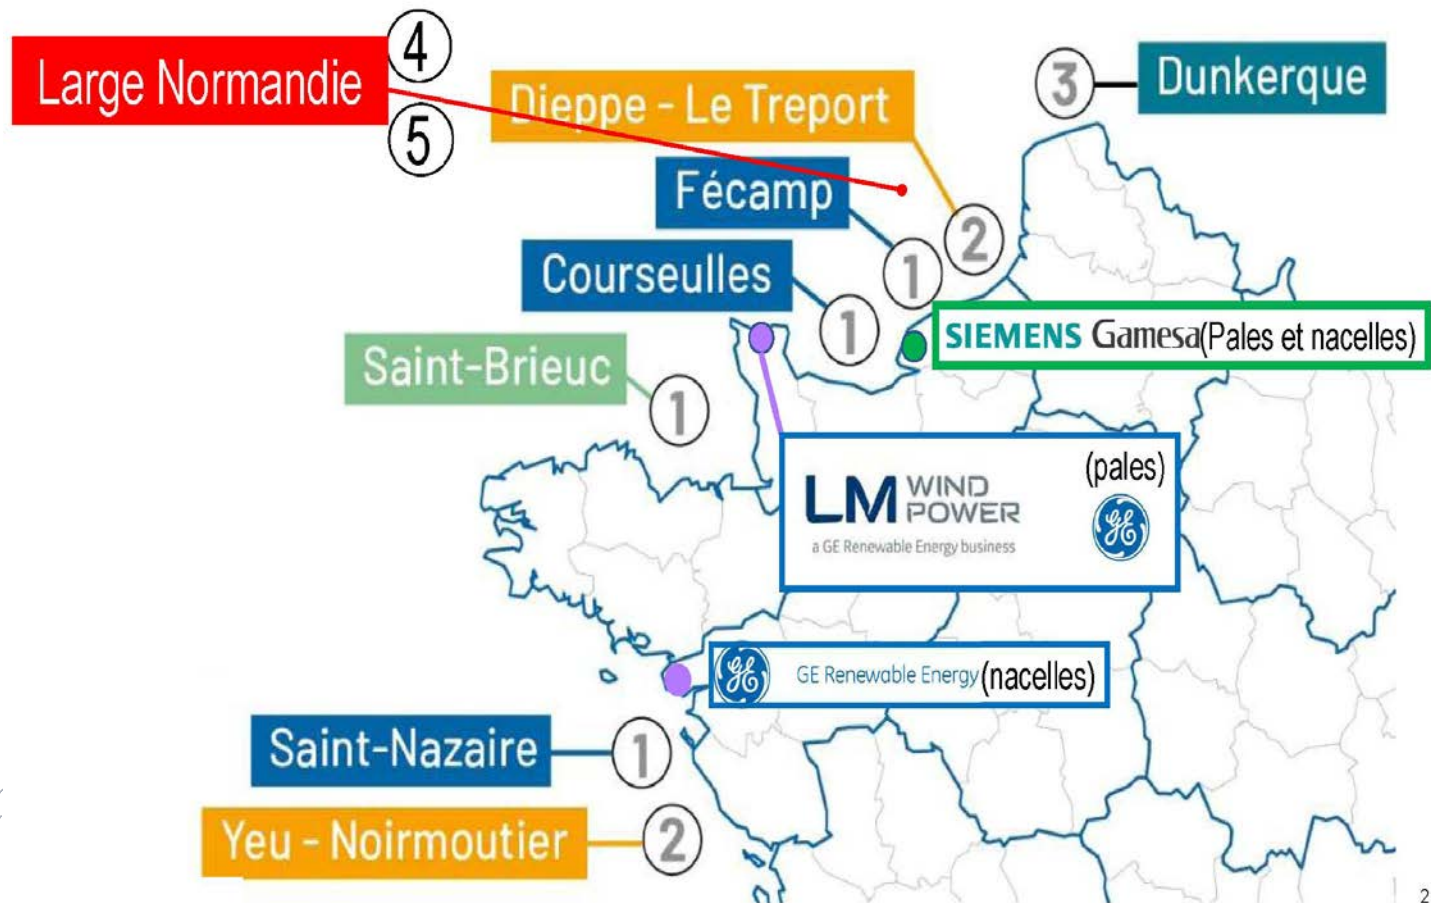 Large Normandie
4
5
Dieppe - Le Treport
2
3
Dunkerque
Fécamp
1
Courseulles
1
SIEMENS Gamesa(Pales et nacelles)
Saint-Brieuc
1
(pales)
LM WIND
POWER
a GE Renewable Energy business
GE
GE
GE Renewable Energy (nacelles)
Saint-Nazaire
1
Yeu - Noirmoutier
2
2